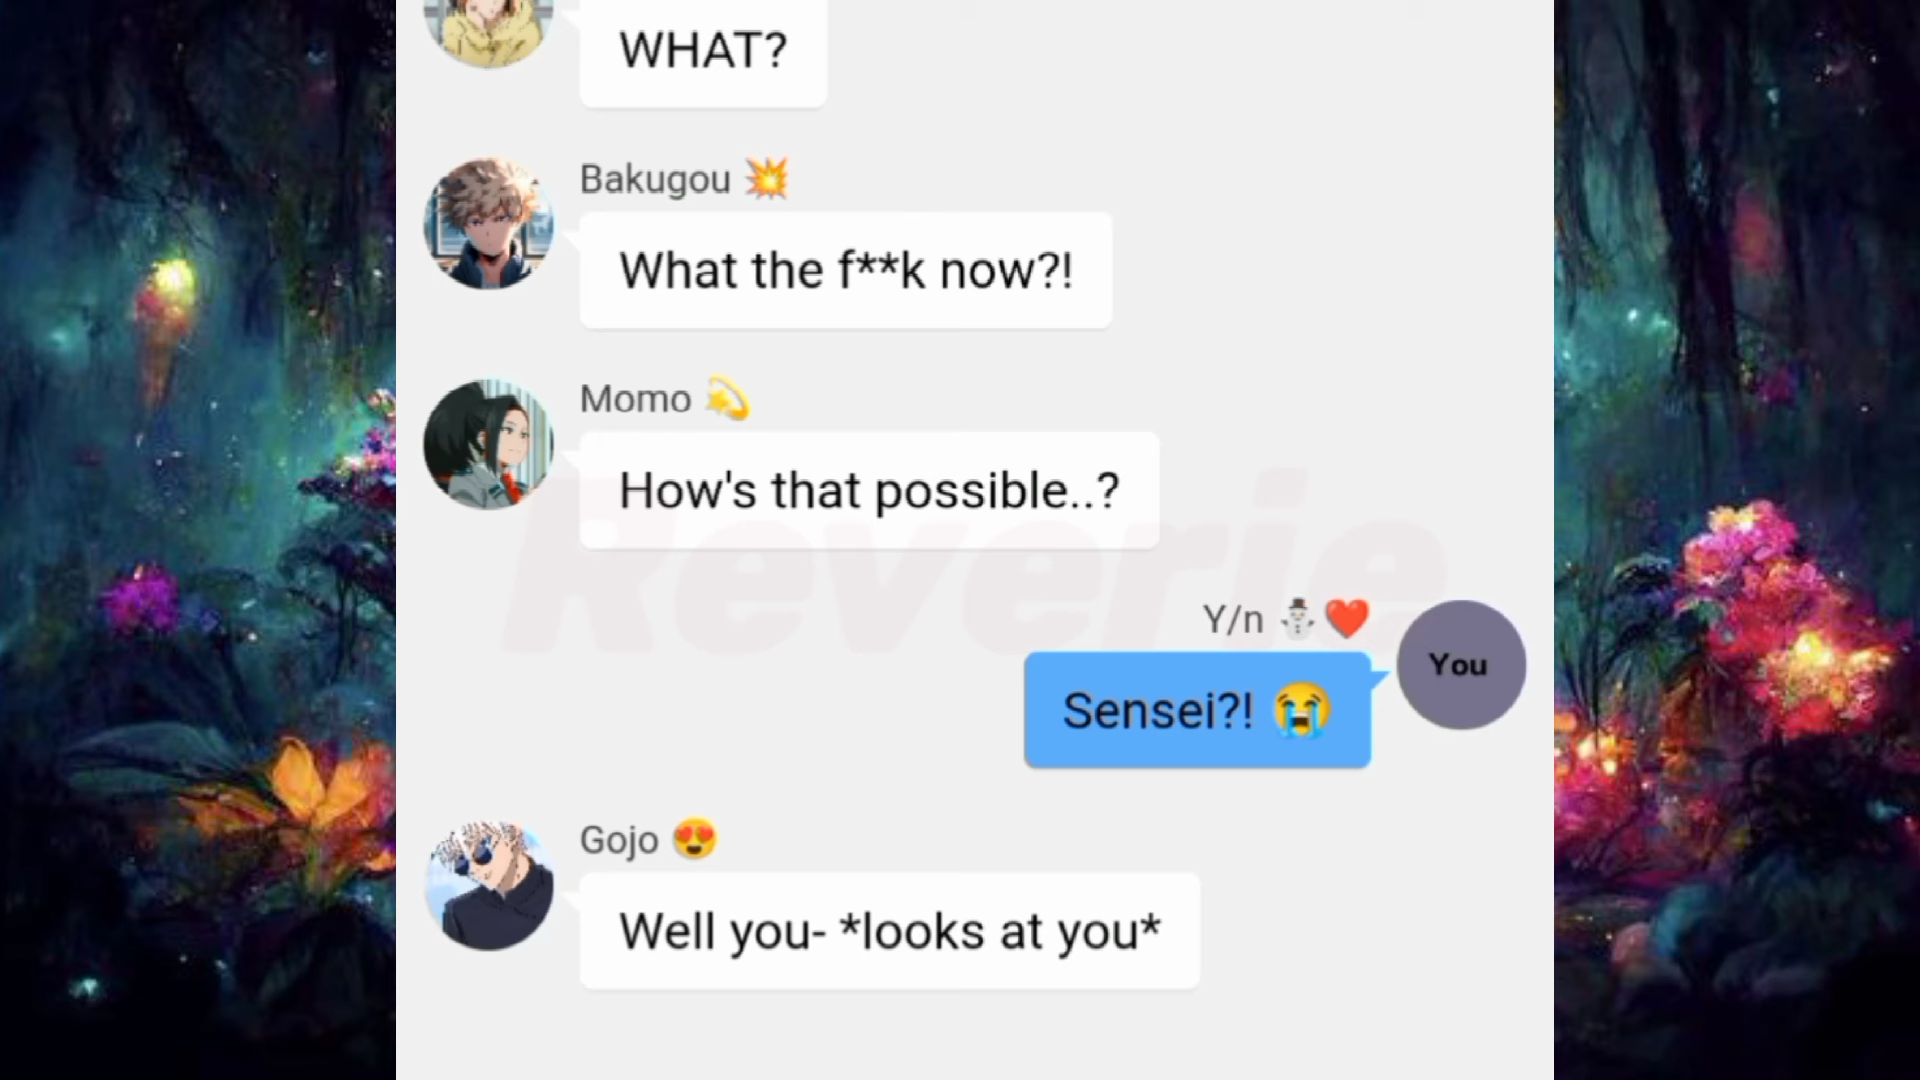 WHAT?
Bakugou 💥
What the f**k now?!
Momo 💫
How's that possible..?
Reverie
Y/n ⛄❤️
You
Sensei?! 😭
Gojo 😍
Well you- *looks at you*